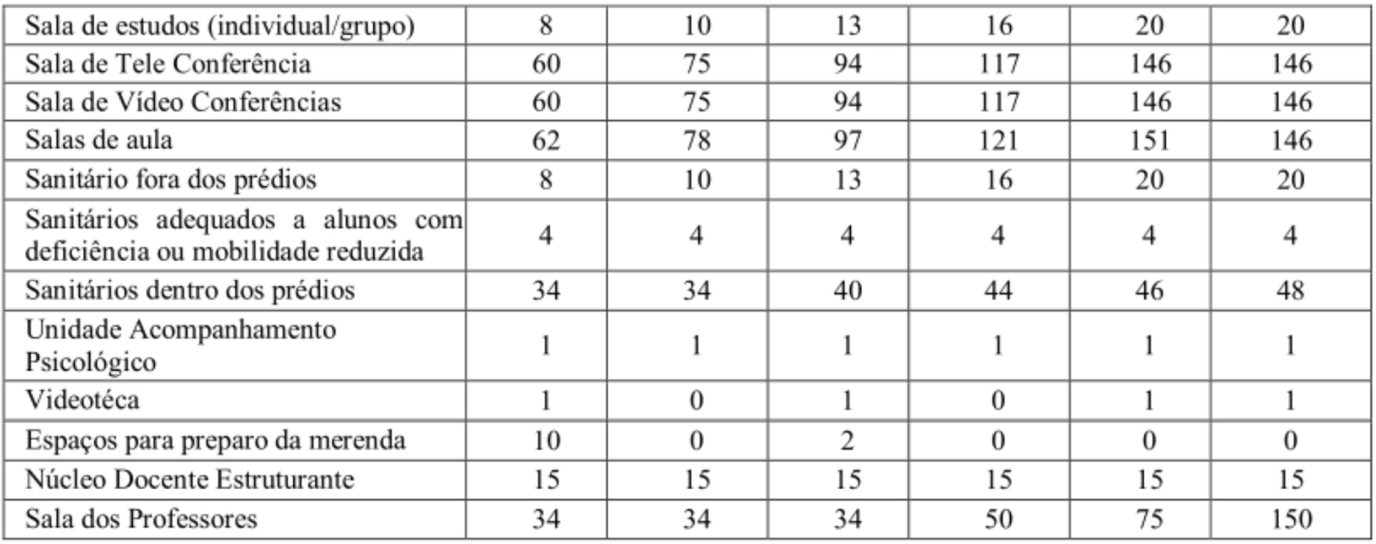 Sala de estudos (individual/grupo) 8 10 13 16 20 20
Sala de Tele Conferência 60 75 94 117 146 146
Sala de Vídeo Conferências 60 75 94 117 146 146
Salas de aula 62 78 97 121 151 146
Sanitário fora dos prédios 8 10 13 16 20 20
Sanitários adequados a alunos com
deficiência ou mobilidade reduzida 4 4 4 4 4 4
Sanitários dentro dos prédios 34 34 40 44 46 48
Unidade Acompanhamento
Psicológico 1 1 1 1 1 1
Videotéca 1 0 1 0 1 1
Espaços para preparo da merenda 10 0 2 0 0 0
Núcleo Docente Estruturante 15 15 15 15 15 15
Sala dos Professores 34 34 34 50 75 150